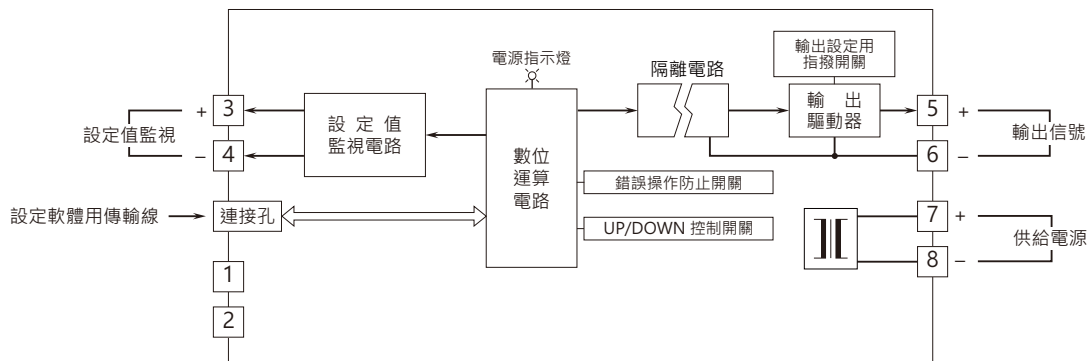 電源指示燈
隔離電路
輸出設定用
指撥開關
+
3
設定值監視
−
4
設 定 值
監視電路
數位
運算
電路
輸 出
驅動器
5
+
輸出信號
6
−
錯誤操作防止開關
設定軟體用傳輸線
連接孔
UP/DOWN 控制開關
7
+
供給電源
8
−
1
2